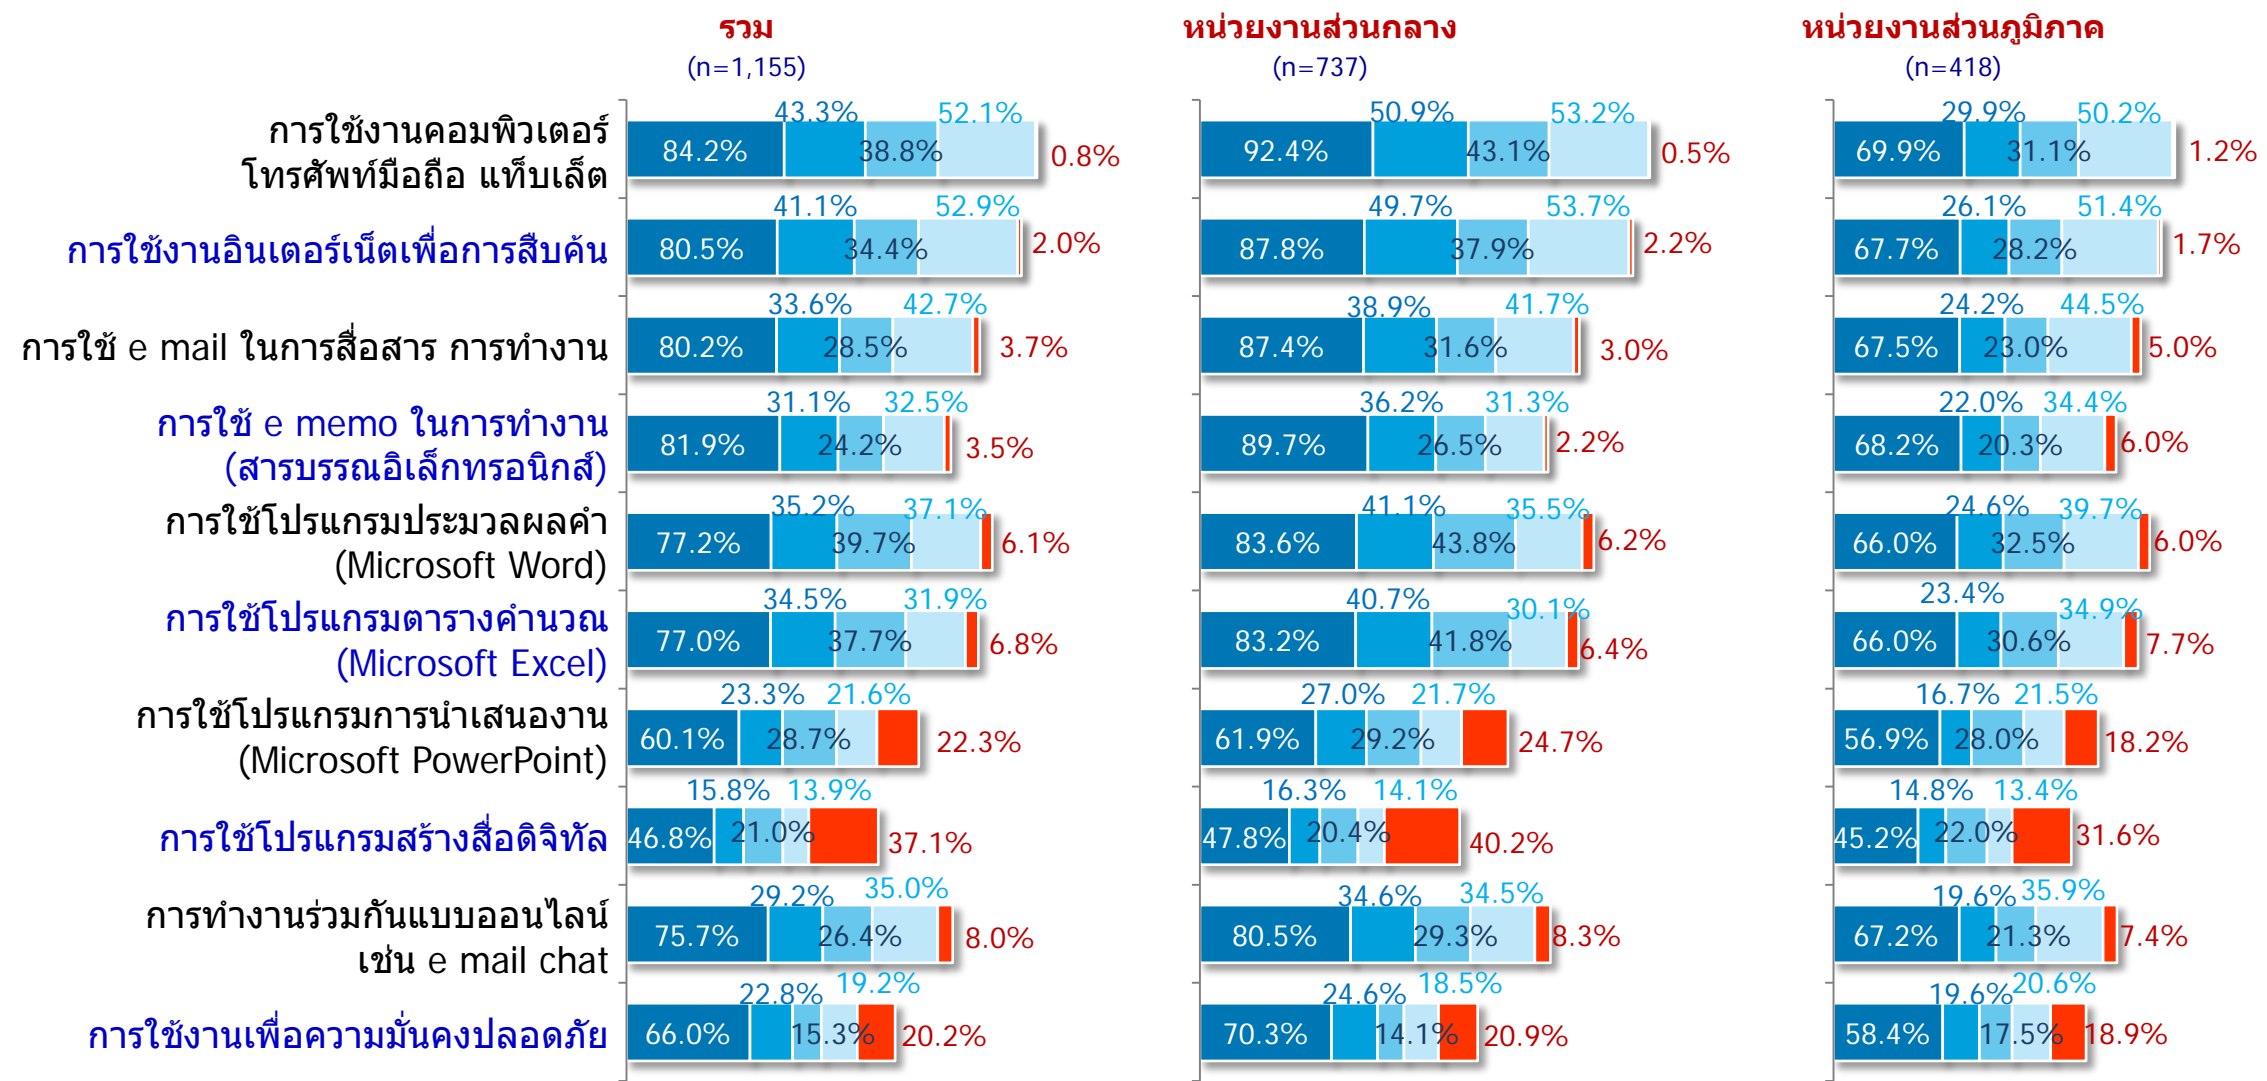 รวม หน่วยงานส่วนกลาง หน่วยงานส่วนภูมิภาค
(n=1,155) (n=737) (n=418)
43.3% 52.1% 50.9% 53.2% 29.9% 50.2%
การใช้งานคอมพิวเตอร์
84.2% 38.8% 0.8% 92.4% 43.1% 0.5% 69.9% 31.1% 1.2%
โทรศัพท์มือถือ แท็บเล็ต
41.1% 52.9% 49.7% 53.7% 26.1% 51.4%
การใช้งานอินเตอร์เน็ตเพื่อการสืบค้น 80.5% 34.4% 2.0% 87.8% 37.9% 2.2% 67.7% 28.2% 1.7%
33.6% 42.7% 38.9% 41.7% 24.2% 44.5%
การใช้ e mail ในการสื่อสาร การทำงาน 80.2% 28.5% 3.7% 87.4% 31.6% 3.0% 67.5% 23.0% 5.0%
31.1% 32.5% 36.2% 31.3% 22.0% 34.4%
การใช้ e memo ในการทำงาน
81.9% 24.2% 3.5% 89.7% 26.5% 2.2% 68.2% 20.3% 6.0%
(สารบรรณอิเล็กทรอนิกส์)
35.2% 37.1% 41.1% 35.5% 24.6% 39.7%
การใช้โปรแกรมประมวลผลคำ
77.2% 39.7% 6.1% 83.6% 43.8% 6.2% 66.0% 32.5% 6.0%
(Microsoft Word)
34.5% 31.9% 40.7% 30.1% 23.4% 34.9%
การใช้โปรแกรมตารางคำนวณ
77.0% 37.7% 6.8% 83.2% 41.8% 6.4% 66.0% 30.6% 7.7%
(Microsoft Excel)
23.3% 21.6% 27.0% 21.7% 16.7% 21.5%
การใช้โปรแกรมการนำเสนองาน
60.1% 28.7% 22.3% 61.9% 29.2% 24.7% 56.9% 28.0% 18.2%
(Microsoft PowerPoint)
15.8% 13.9% 16.3% 14.1% 14.8% 13.4%
การใช้โปรแกรมสร้างสื่อดิจิทัล 46.8% 21.0% 37.1% 47.8% 20.4% 40.2% 45.2% 22.0% 31.6%
29.2% 35.0% 34.6% 34.5% 19.6% 35.9%
การทำงานร่วมกันแบบออนไลน์
75.7% 26.4% 8.0% 80.5% 29.3% 8.3% 67.2% 21.3% 7.4%
เช่น e mail chat
22.8% 19.2% 24.6% 18.5% 19.6% 20.6%
การใช้งานเพื่อความมั่นคงปลอดภัย 66.0% 15.3% 20.2% 70.3% 14.1% 20.9% 58.4% 17.5% 18.9%